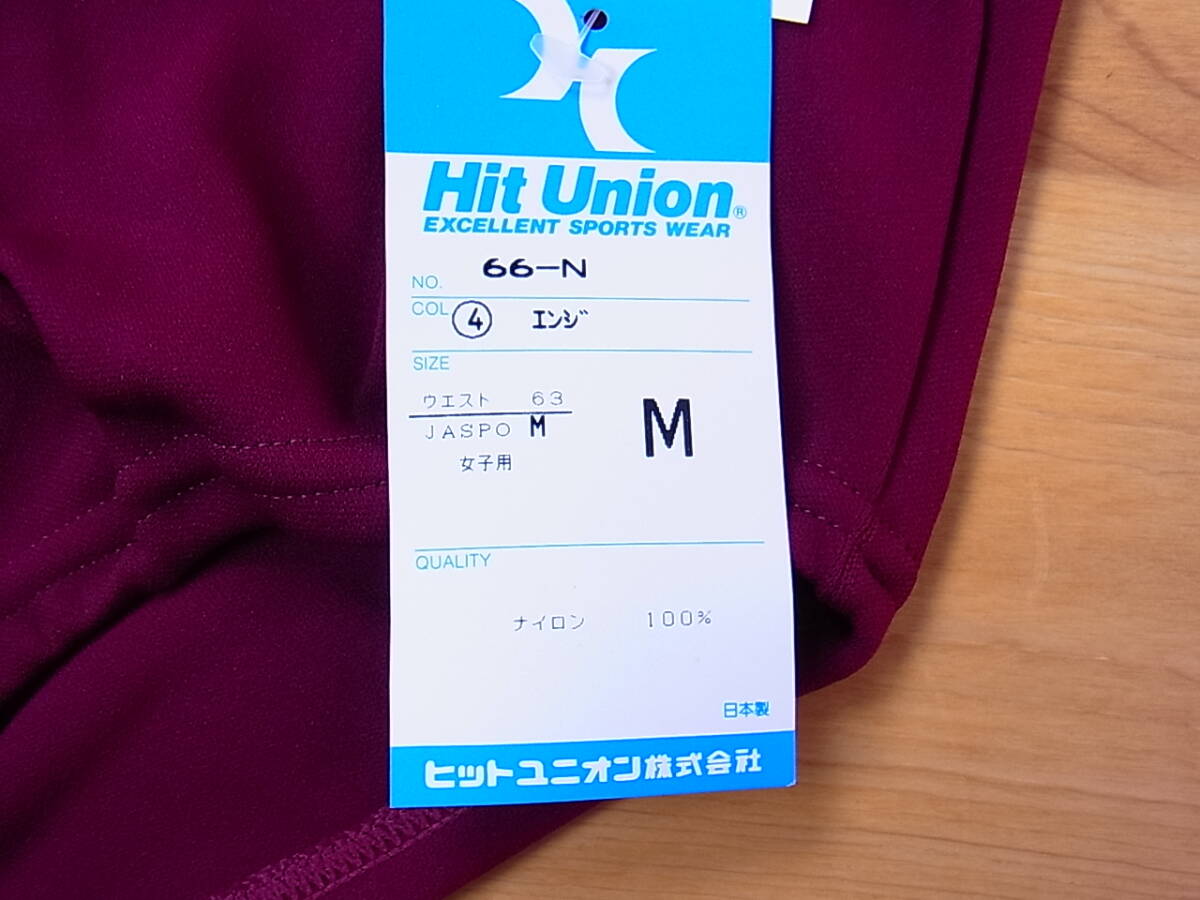 Hit Union®
EXCELLENT SPORTS WEAR
NO. 66-N
COL ④ エンジ
SIZE
ウエスト 63
JASPO M
M
女子用
QUALITY
ナイロン 100%
日本製
ヒットユニオン株式会社